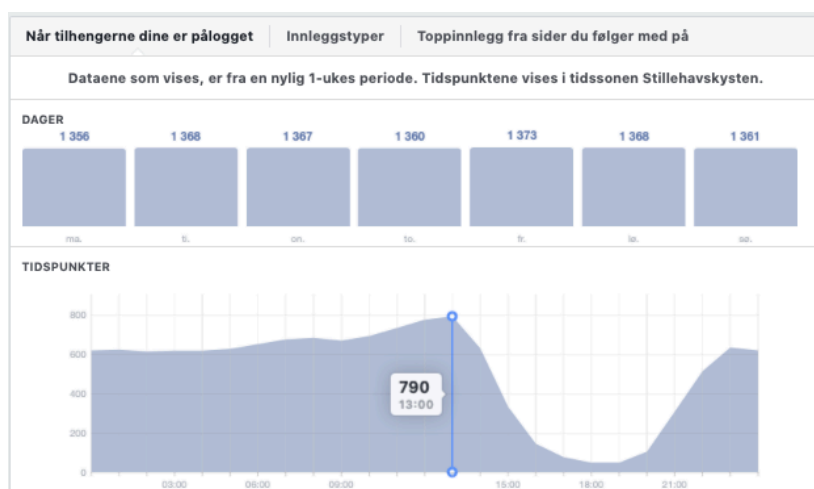 Når tilhengerne dine er pålogget Innleggstyper Toppinnlegg fra sider du følger med på
Dataene som vises, er fra en nylig 1-ukes periode. Tidspunktene vises i tidssonen Stillehavskysten.
DAGER
1 356 1 368 1 367 1 360 1 373 1 368 1 361
ma. ti. on. to. fr. lø. sø.
TIDSPUNKTER
800
600
400
790
13:00
200
0
03:00 06:00 09:00 15:00 18:00 21:00